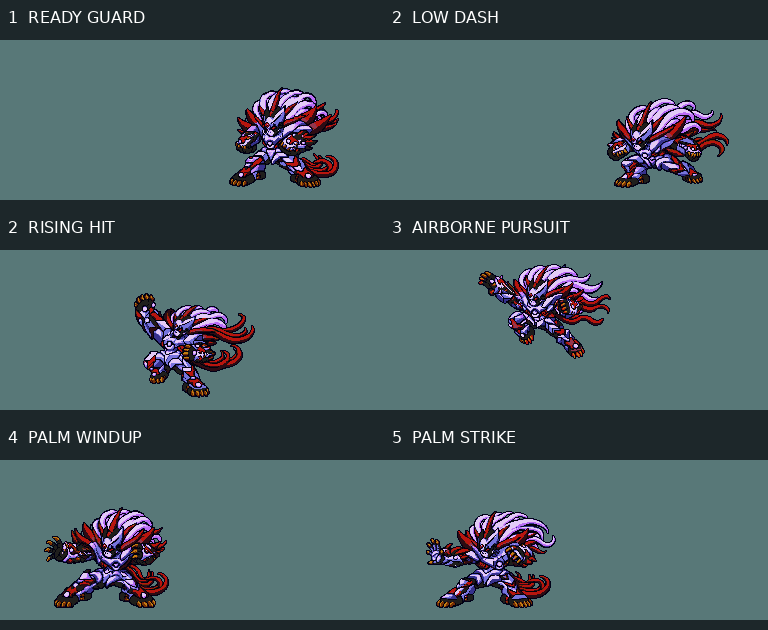 1 READY GUARD
2 LOW DASH
2 RISING HIT
3 AIRBORNE PURSUIT
4 PALM WINDUP
5 PALM STRIKE